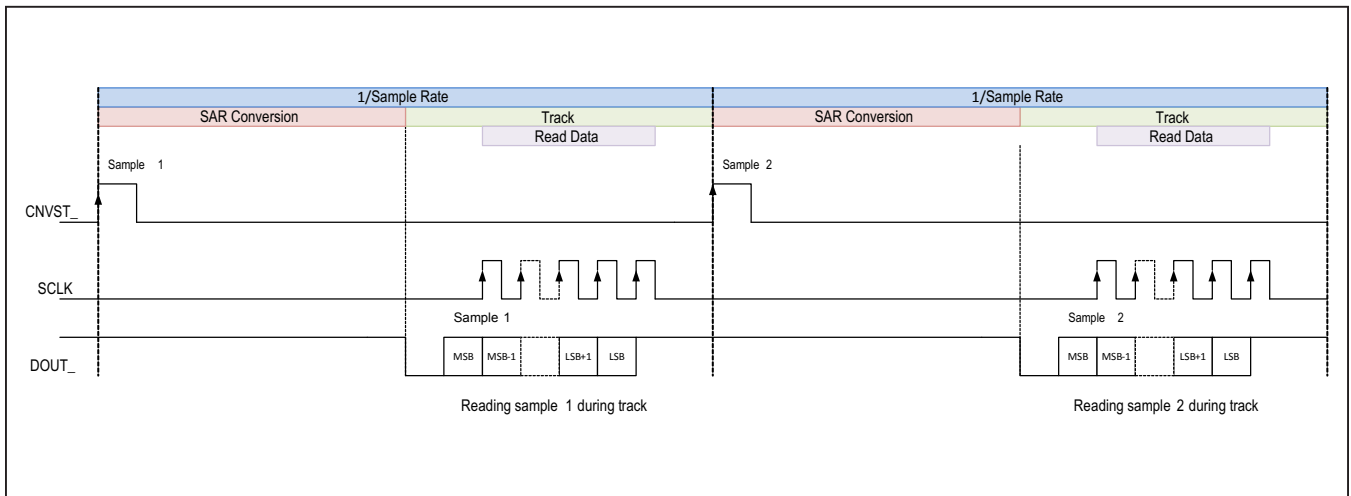 1/Sample Rate 1/Sample Rate
SAR Conversion Track SAR Conversion Track
Read Data Read Data
Sample 1 Sample 2
CNVST_
SCLK
Sample 1 Sample 2
DOUT_ MSB MSB-1 LSB+1 LSB MSB MSB-1 LSB+1 LSB
Reading sample 1 during track Reading sample 2 during track